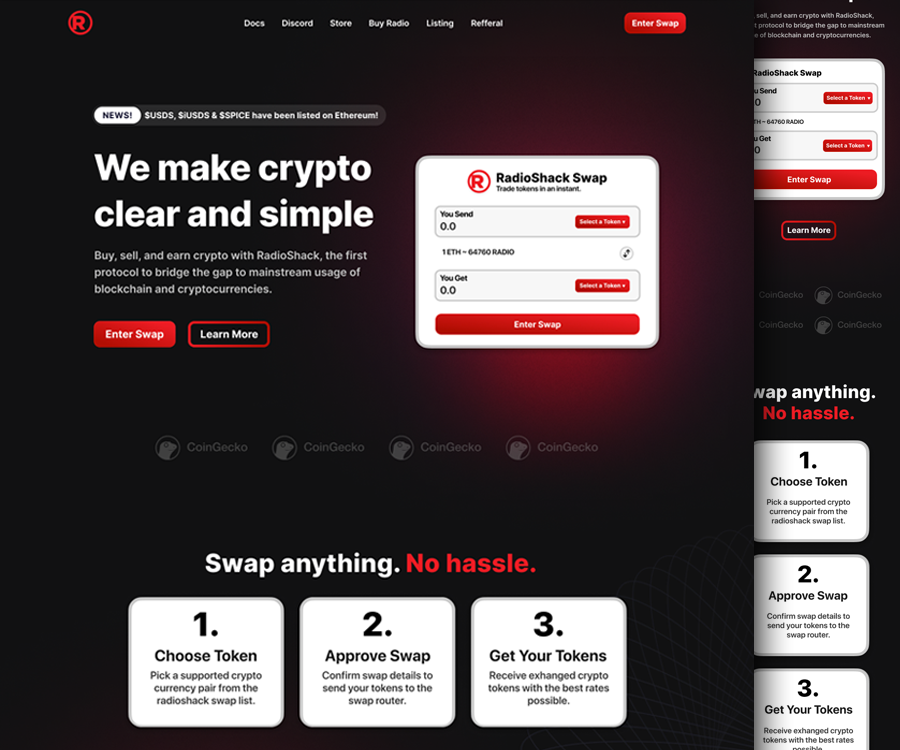 R
Docs Discord Store Buy Radio Listing Refferal
Enter Swap
NEWS! $USDS, $iUSDS & $SPICE have been listed on Ethereum!
We make crypto
clear and simple
Buy, sell, and earn crypto with RadioShack, the first
protocol to bridge the gap to mainstream usage of
blockchain and cryptocurrencies.
Enter Swap Learn More
R RadioShack Swap
Trade tokens in an instant.
You Send
0.0
Select a Token
1 ETH ~ 64760 RADIO
You Get
0.0
Select a Token
Enter Swap
CoinGecko CoinGecko CoinGecko CoinGecko
Swap anything. No hassle.
1.
Choose Token
Pick a supported crypto
currency pair from the
radioshack swap list.
2.
Approve Swap
Confirm swap details to
send your tokens to the
swap router.
3.
Get Your Tokens
Receive exhanged crypto
tokens with the best rates
possible.
sell, and earn crypto with RadioShack,
protocol to bridge the gap to mainstream
of blockchain and cryptocurrencies.
RadioShack Swap
Send
0
Select a Token
~ 64760 RADIO
Get
0
Select a Token
Enter Swap
Learn More
CoinGecko CoinGecko
CoinGecko CoinGecko
wap anything.
No hassle.
1.
Choose Token
Pick a supported crypto
currency pair from the
radioshack swap list.
2.
Approve Swap
Confirm swap details to
send your tokens to the
swap router.
3.
Get Your Tokens
Receive exhanged crypto
tokens with the best rates
possible.